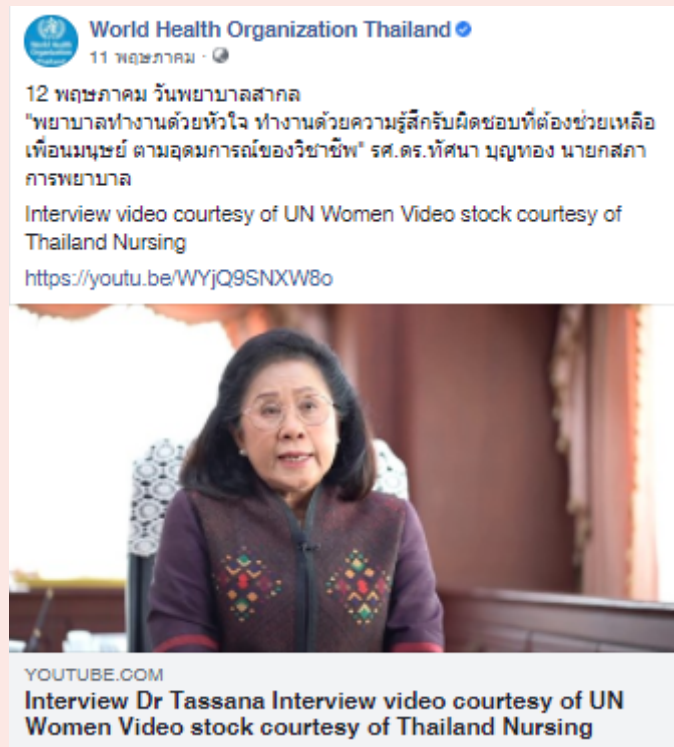 World Health Organization Thailand
11 พฤษภาคม ·
12 พฤษภาคม วันพยาบาลสากล
"พยาบาลทำงานด้วยหัวใจ ทำงานด้วยความรู้สึกรับผิดชอบที่ต้องช่วยเหลือ
เพื่อนมนุษย์ ตามอุดมการณ์ของวิชาชีพ" รศ.ดร.ทัศนา บุญทอง นายกสภา
การพยาบาล
Interview video courtesy of UN Women Video stock courtesy of
Thailand Nursing
https://youtu.be/WYjQ9SNXW8o
YOUTUBE.COM
Interview Dr Tassana Interview video courtesy of UN
Women Video stock courtesy of Thailand Nursing